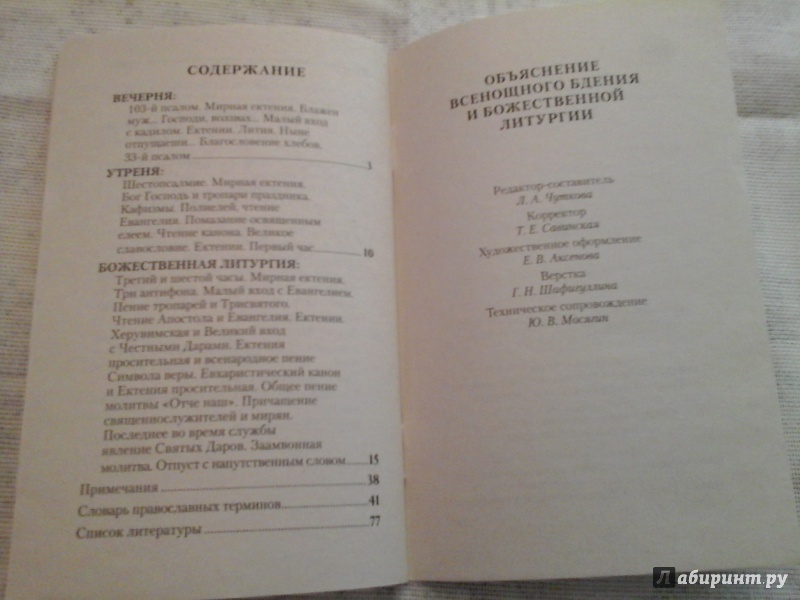 СОДЕРЖАНИЕ
ВЕЧЕРНЯ:
103-й псалом. Мирная ектения. Блажен
муж... Господи, воззвах... Малый вход
с кадилом. Ектении. Лития. Ныне
отпущаеши... Благословение хлебов.
33-й псалом 3
УТРЕНЯ:
Шестопсалмие. Мирная ектения.
Бог Господь и тропари праздника.
Кафизмы. Полиелей, чтение
Евангелия. Помазание освященным
елеем. Чтение канона. Великое
славословие. Ектении. Первый час 10
БОЖЕСТВЕННАЯ ЛИТУРГИЯ:
Третий и шестой часы. Мирная ектения.
Три антифона. Малый вход с Евангелием.
Пение тропарей и Трисвятого.
Чтение Апостола и Евангелия. Ектении.
Херувимская и Великий вход
с Честными Дарами. Ектения
просительная и всенародное пение
Символа веры. Евхаристический канон
и Ектения просительная. Общее пение
молитвы «Отче наш». Причащение
священнослужителей и мирян.
Последнее во время службы
явление Святых Даров. Заамвонная
молитва. Отпуст с напутственным словом 15
Примечания 38
Словарь православных терминов 41
Список литературы 77
ОБЪЯСНЕНИЕ
ВСЕНОЩНОГО БДЕНИЯ
И БОЖЕСТВЕННОЙ
ЛИТУРГИИ
Редактор-составитель
Л. А. Чуткова
Корректор
Т. Е. Савинская
Художественное оформление
Е. В. Аксенова
Верстка
Г. Н. Шафигуллина
Техническое сопровождение
Ю. В. Мосягин
Лабиринт.ру